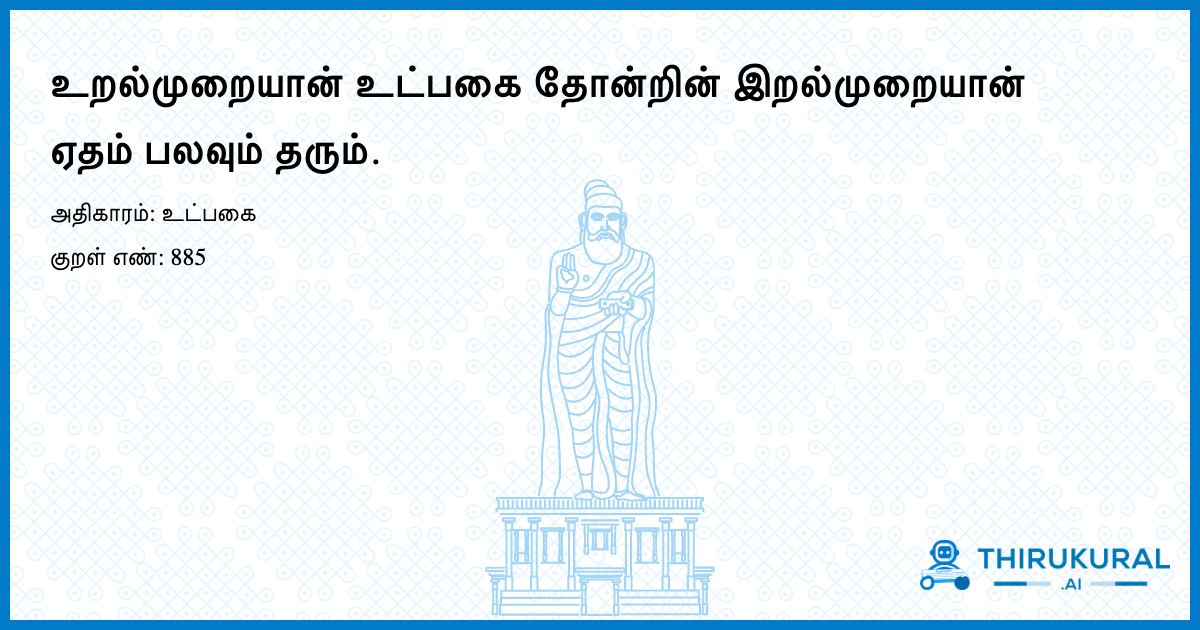 உறல்முறையான் உட்பகை தோன்றின் இறல்முறையான்
ஏதம் பலவும் தரும்.
அதிகாரம்: உட்பகை
குறள் எண்: 885
THIRUKURAL
.AI